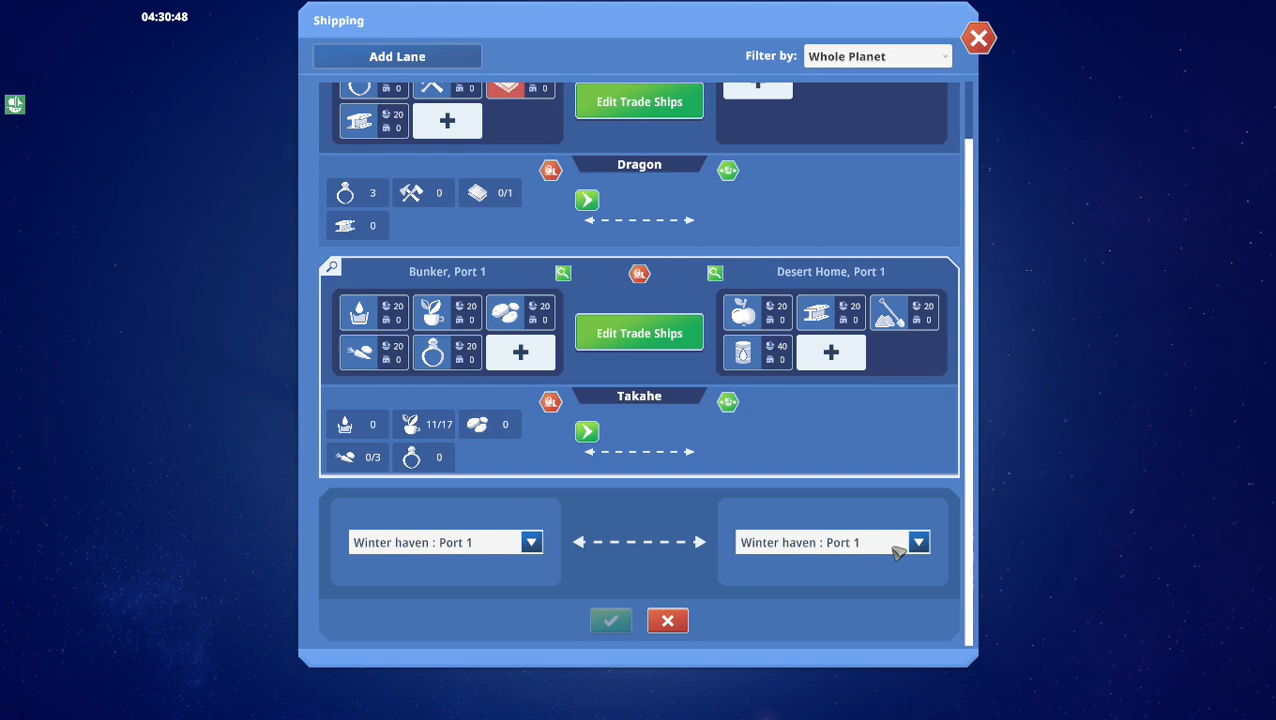 04:30:48
Shipping
Add Lane
Filter by: Whole Planet
0 0 0
Edit Trade Ships
+
20
0
+
Dragon
3 0 0/1
0
Bunker, Port 1
Desert Home, Port 1
20 20 20
0 0 0
20 20
0 0
+
Edit Trade Ships
20 20 20
0 0 0
40
0
+
Takahe
0 11/17 0
0/3 0
Winter haven : Port 1
Winter haven : Port 1